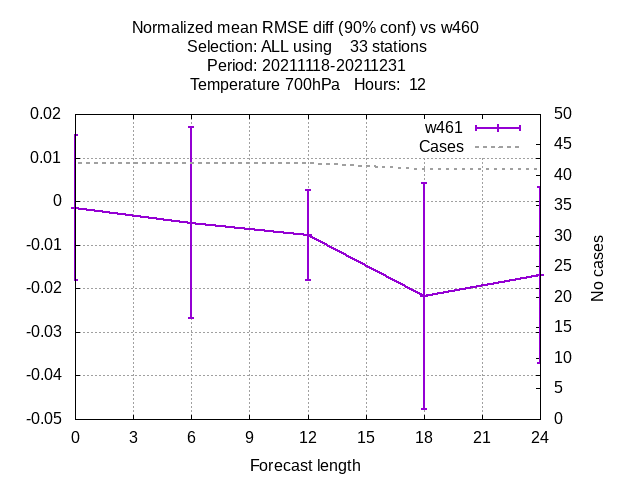 Normalized mean RMSE diff (90% conf) vs w460
Selection: ALL using    33 stations
Period: 20211118-20211231
Temperature 700hPa   Hours:  12
w461
Cases
0.02
0.01
0
-0.01
-0.02
-0.03
-0.04
-0.05
50
45
40
35
30
25
20
15
10
5
0
No cases
0 3 6 9 12 15 18 21 24
Forecast length